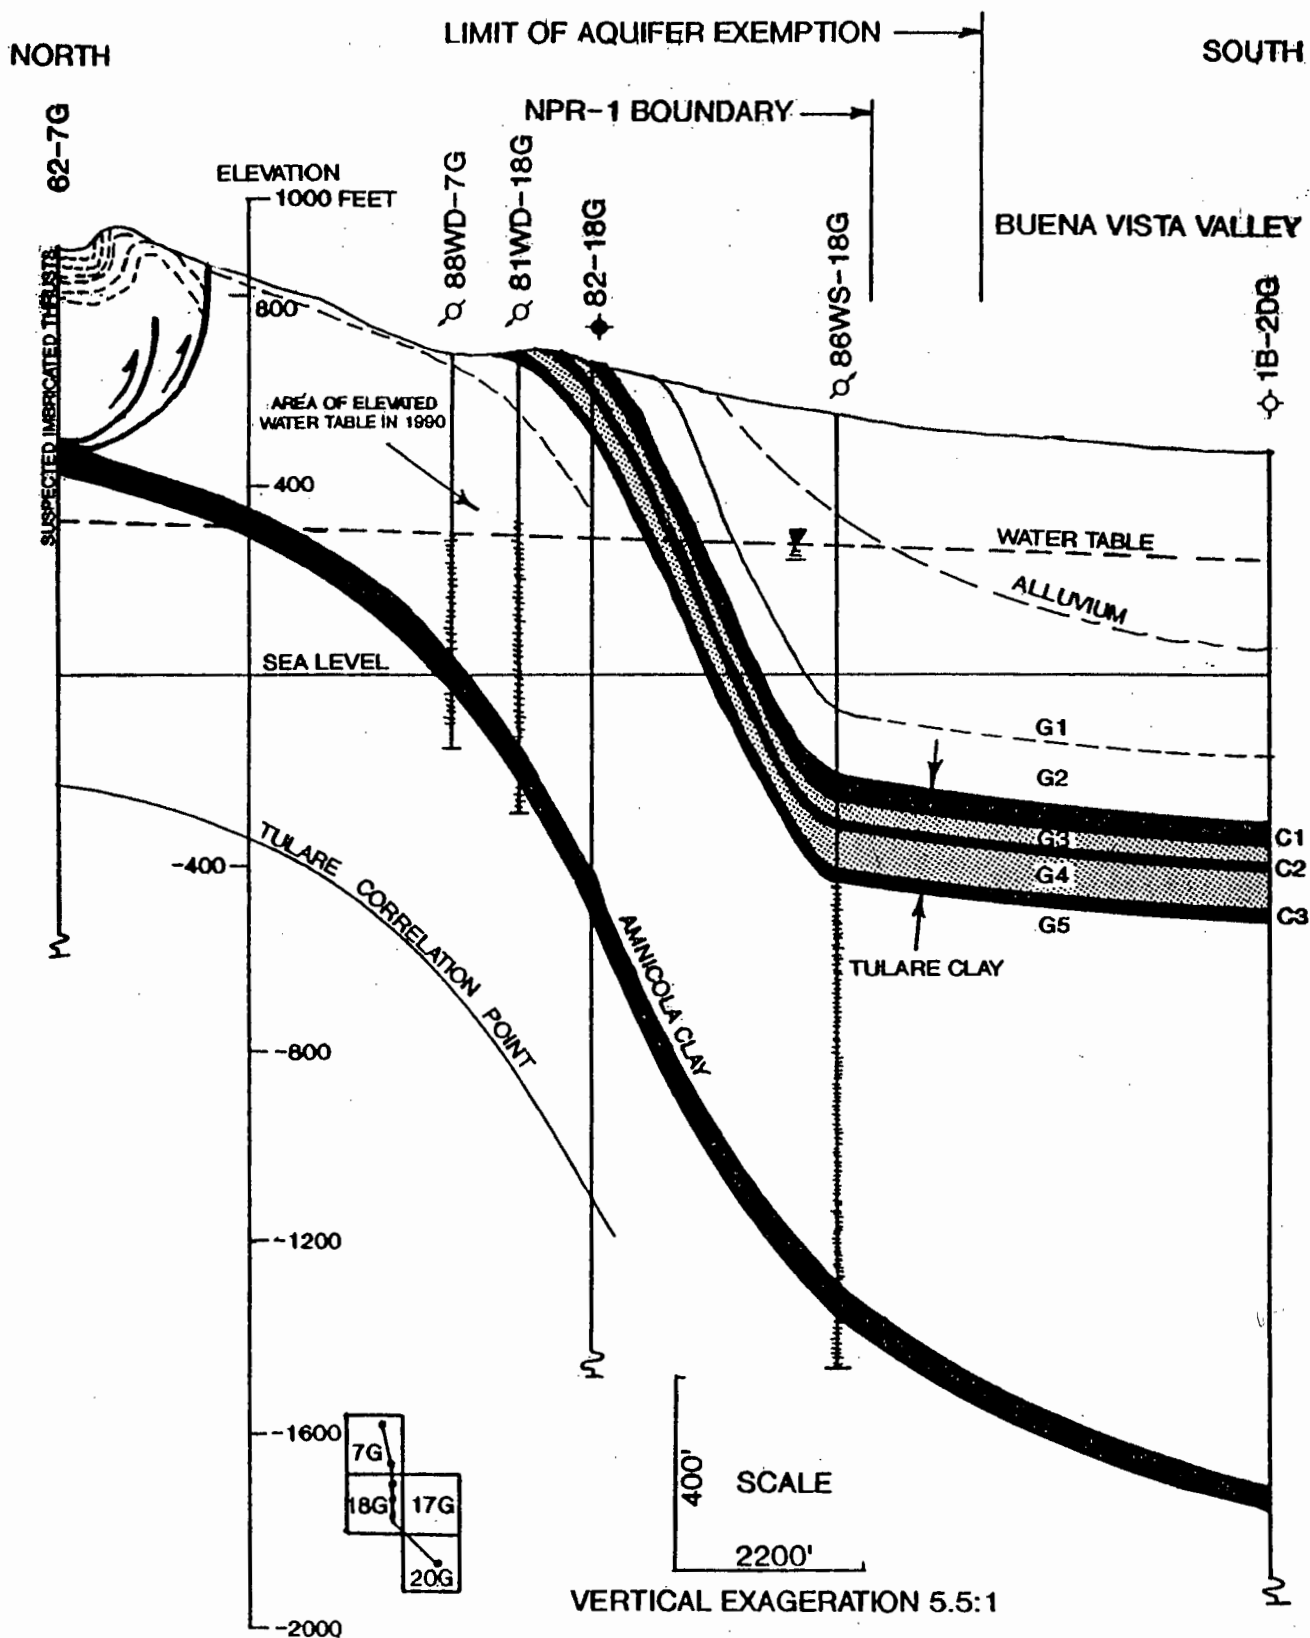 LIMIT OF AQUIFER EXEMPTION
NORTH
SOUTH
NPR-1 BOUNDARY
62-7G
88WD-7G
81WD-18G
82-18G
86WS-18G
1B-20G
ELEVATION
1000 FEET
BUENA VISTA VALLEY
800
SUSPECTED IMBRICATED THRUSTS
AREA OF ELEVATED
WATER TABLE IN 1990
400
WATER TABLE
ALLUVIUM
SEA LEVEL
G1
G2
G3
C1
C2
G4
C3
G5
TULARE CLAY
-400
TULARE CORRELATION POINT
AMNICOLA CLAY
-800
-1200
-1600
7G
18G
17G
20G
400'
SCALE
2200'
VERTICAL EXAGERATION 5.5:1
-2000